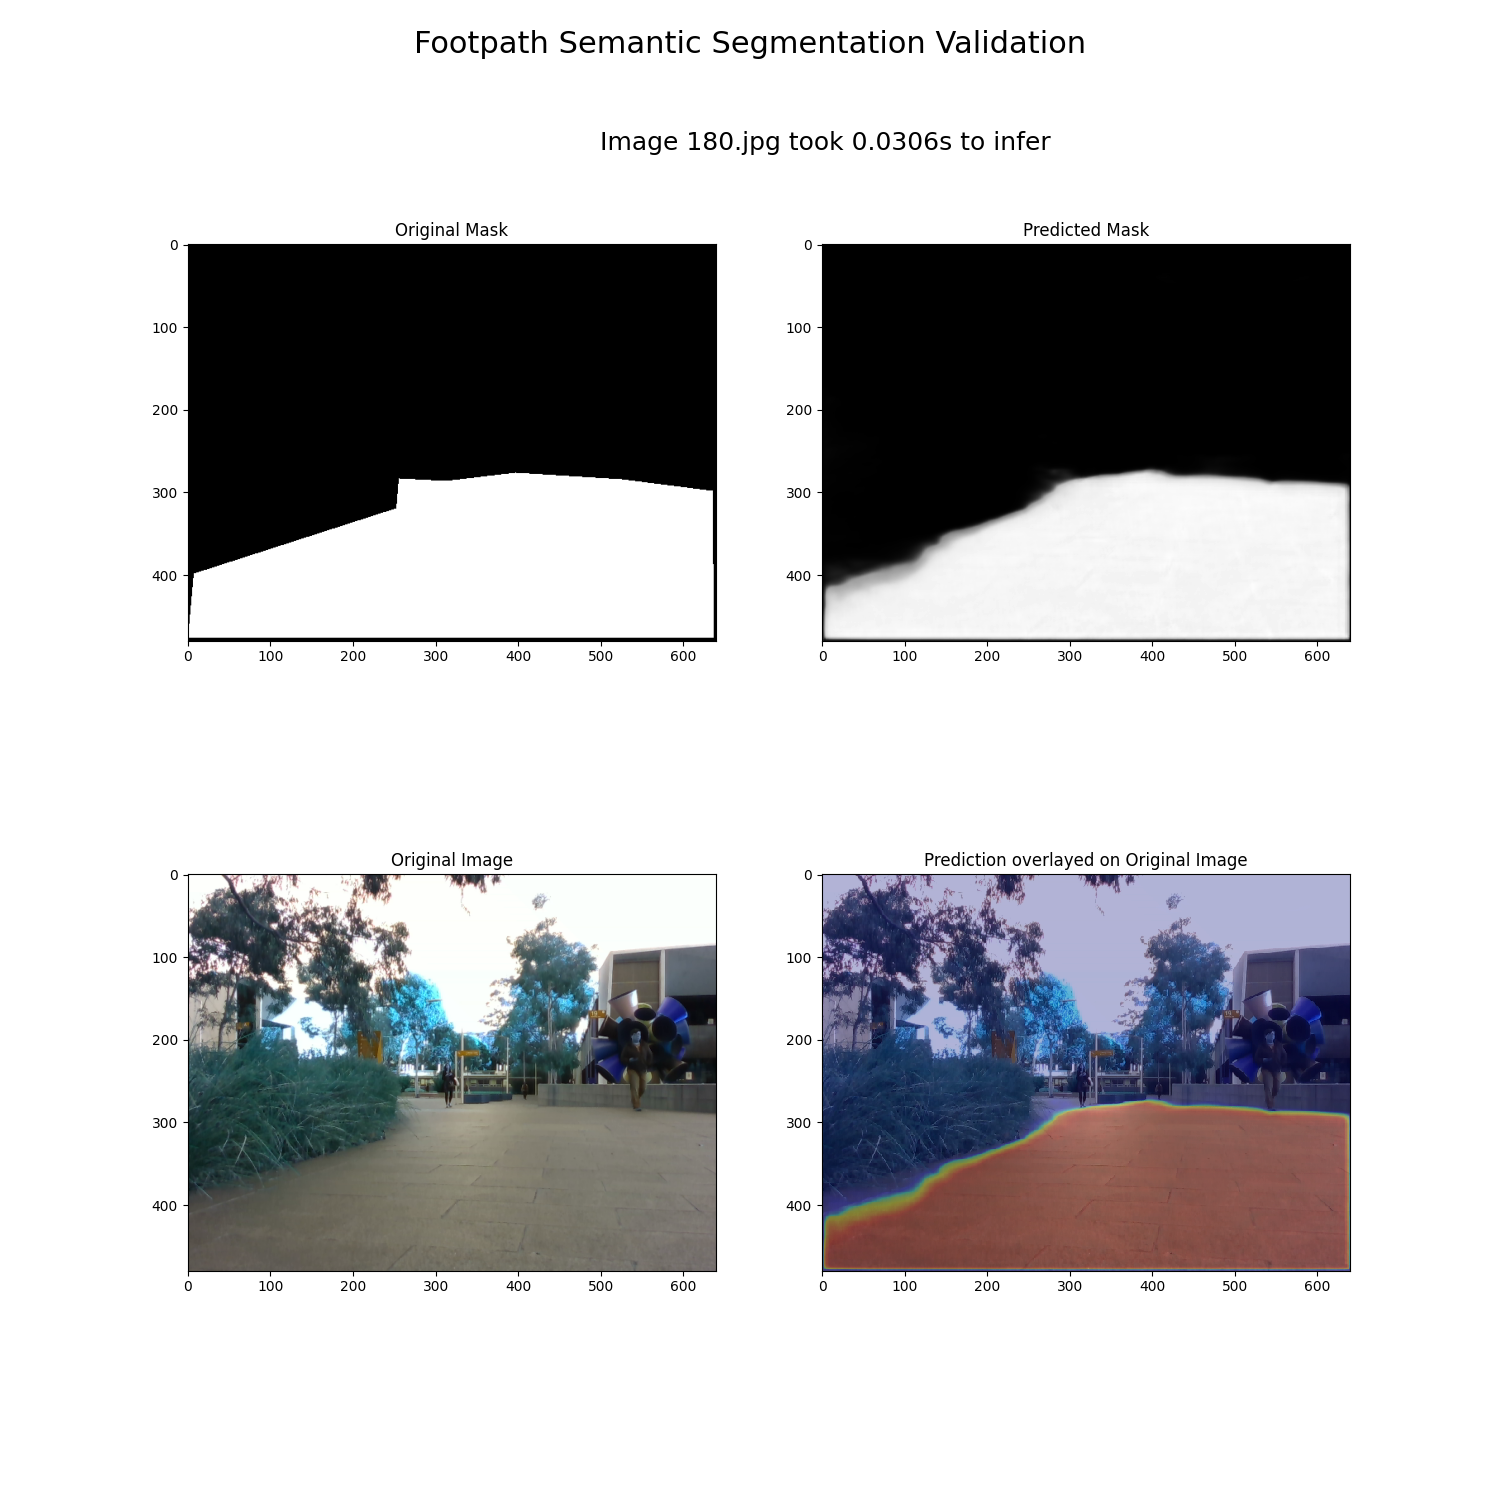 Footpath Semantic Segmentation Validation
Image 180.jpg took 0.0306s to infer
Original Mask
0
100
200
300
400
0 100 200 300 400 500 600
Predicted Mask
0
100
200
300
400
0 100 200 300 400 500 600
Original Image
0
100
200
300
400
0 100 200 300 400 500 600
Prediction overlayed on Original Image
0
100
200
300
400
0 100 200 300 400 500 600